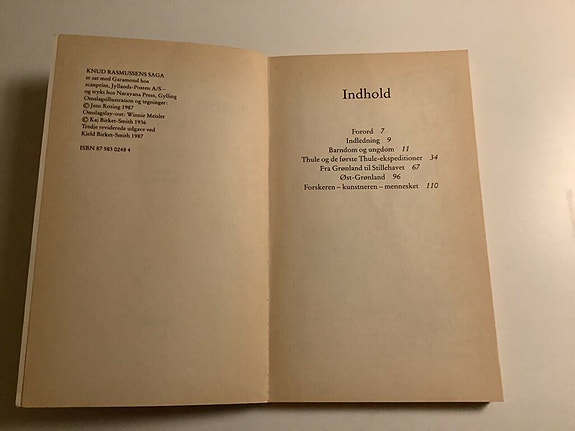 KNUD RASMUSSENS SAGA
er sat med Garamond hos
scanprint, Jyllands-Posten A/S –
og trykt hos Narayana Press, Gylling
Omslagsillustration og tegninger:
© Jens Rosing 1987
Omslagslay-out: Winnie Meisler
© Kaj Birket-Smith 1936
Tredje reviderede udgave ved
Kjeld Birket-Smith 1987
ISBN 87 583 0248 4
Indhold
Forord 7
Indledning 9
Barndom og ungdom 11
Thule og de første Thule-ekspeditioner 34
Fra Grønland til Stillehavet 67
Øst-Grønland 96
Forskeren – kunstneren – mennesket 110